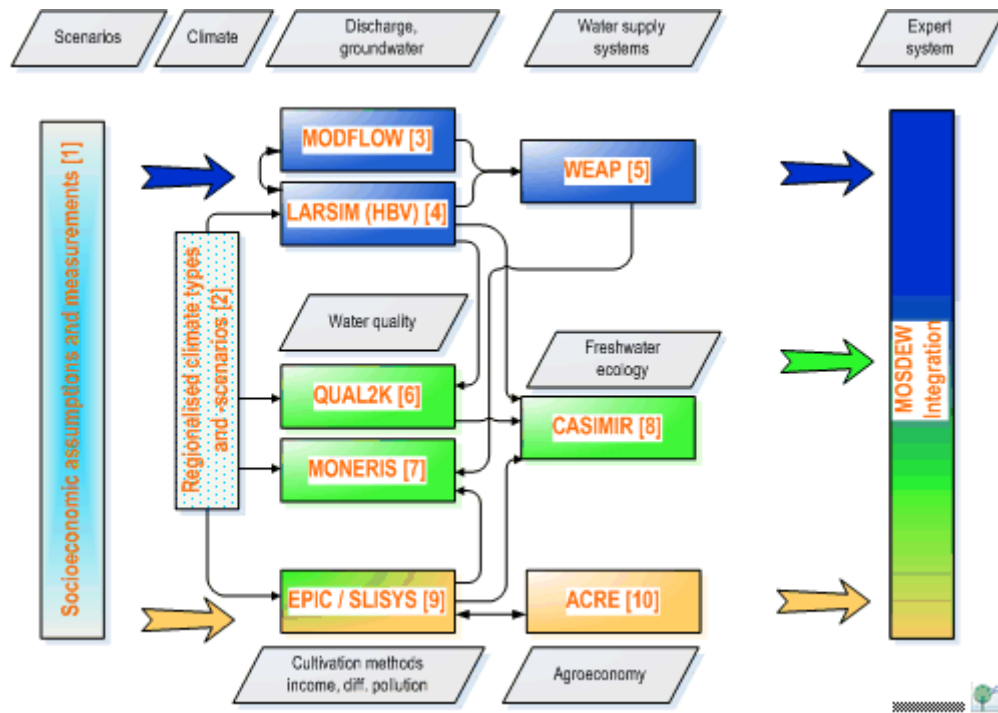 Scenarios
Climate
Discharge,
groundwater
Water supply
systems
Expert
system
Socioeconomic assumptions and measurements [1]
Regionalised climate types
and -scenarios [2]
MODFLOW [3]
LARSIM (HBV) [4]
WEAP [5]
Water quality
QUAL2K [6]
MONERIS [7]
Freshwater
ecology
CASIMIR [8]
EPIC / SLISYS [9]
ACRE [10]
Cultivation methods
income, diff. pollution
Agroeconomy
MOSDEW
Integration